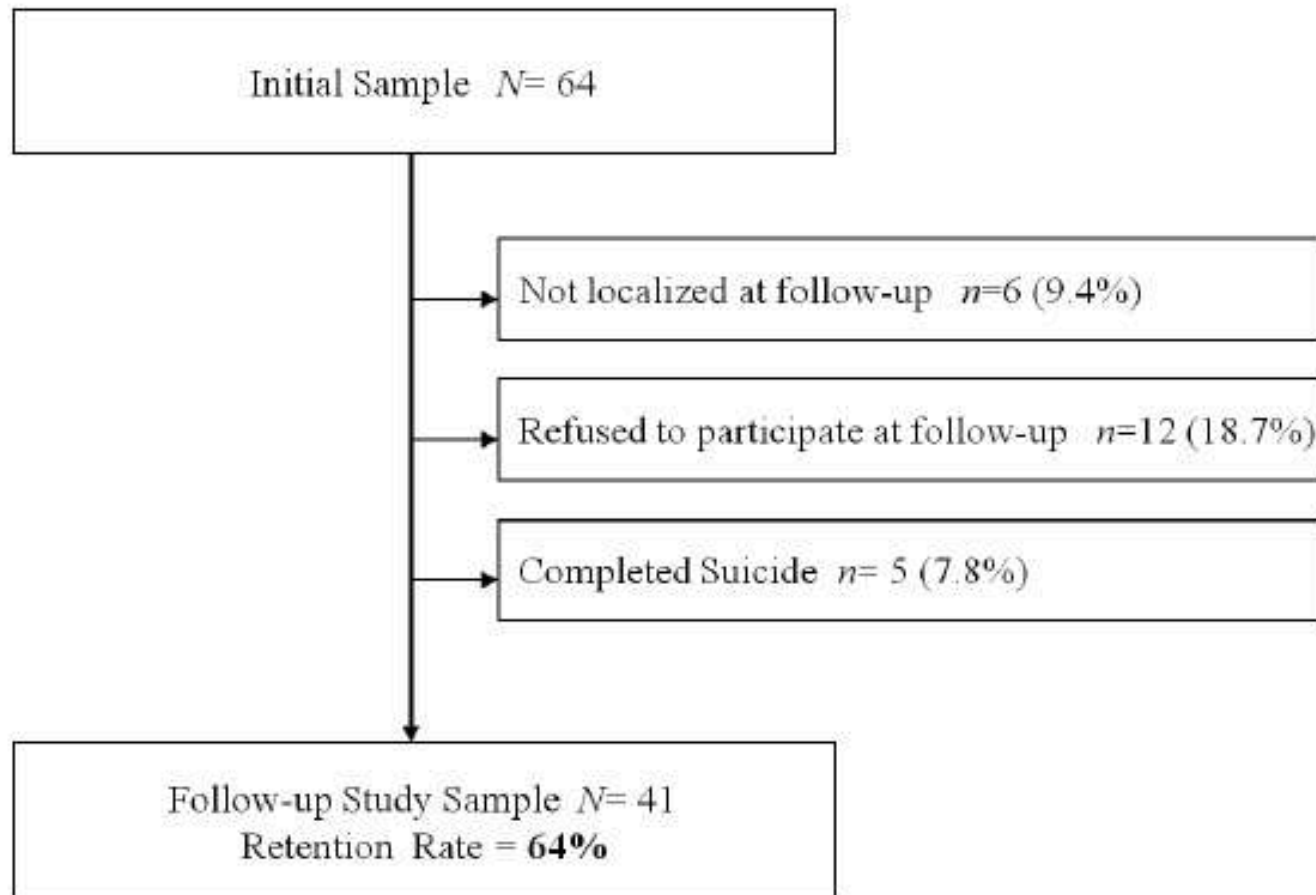 Initial Sample N= 64
Not localized at follow-up n=6 (9.4%)
Refused to participate at follow-up n=12 (18.7%)
Completed Suicide n= 5 (7.8%)
Follow-up Study Sample N= 41
Retention Rate = 64%